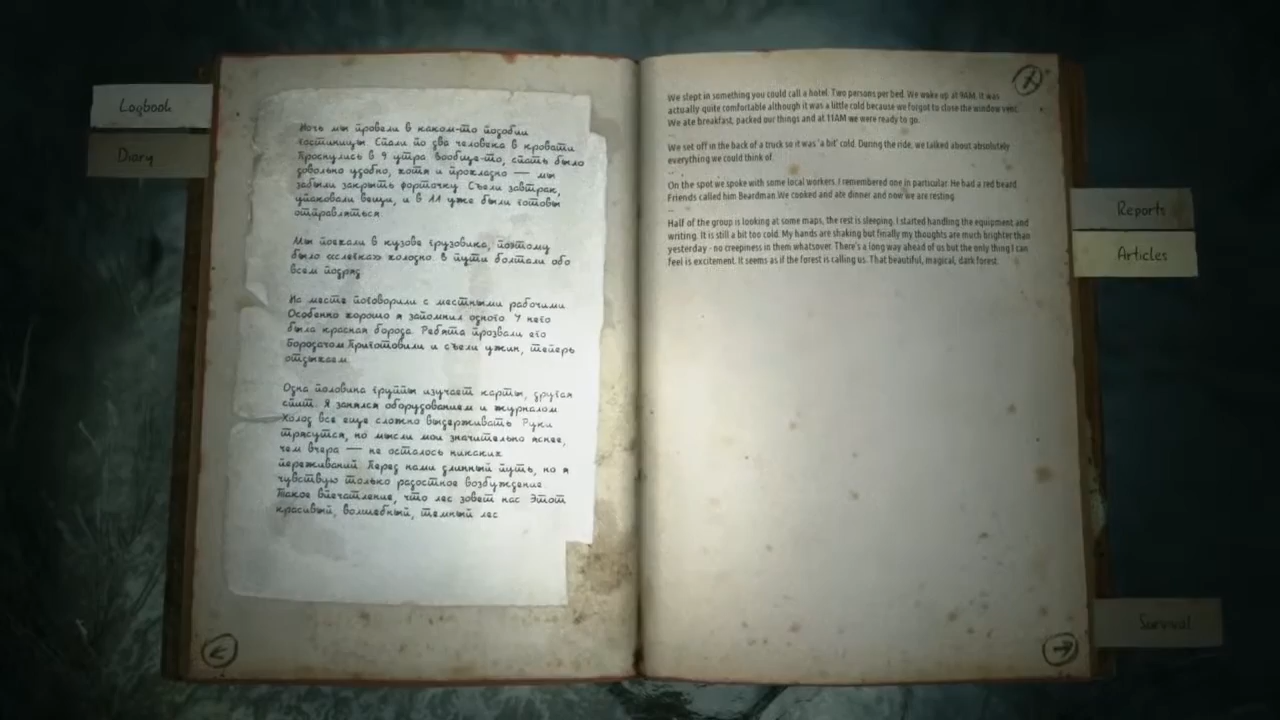 Logbook
Diary
Ночь мы провели в каком-то подобии
гостиницы. Спали по два человека в кровати
Проснулись в 9 утра. Вообще-то, спать было
довольно удобно, хотя и прохладно — мы
забыли закрыть форточку. Съели завтрак,
упаковали вещи, и в 11 уже были готовы
отправляться.
Мы поехали в кузове грузовика, поэтому
было «слегка» холодно. В пути болтали обо
всем подряд
На месте поговорили с местными рабочими
Особенно хорошо я запомнил одного У него
была красная борода. Ребята прозвали его
Бородачом.Приготовили и съели ужин, теперь
отдыхаем.
Одна половина группы изучает карты, другая
спит. Я занялся оборудованием и журналом
Холод все еще сложно выдерживать Руки
трясутся, но мысли мои значительно яснее,
чем вчера — не осталось никаких
переживаний. Перед нами длинный путь, но я
чувствую только радостное возбуждение.
Такое впечатление, что лес зовет нас Этот
красивый, волшебный, темный лес
We slept in something you could call a hotel. Two persons per bed. We wake up at 9AM. It was
actually quite comfortable although it was a little cold because we forgot to close the window vent.
We ate breakfast, packed our things and at 11AM we were ready to go.
We set off in the back of a truck so it was 'a bit' cold. During the ride, we talked about absolutely
everything we could think of.
On the spot we spoke with some local workers. I remembered one in particular. He had a red beard.
Friends called him Beardman.We cooked and ate dinner and now we are resting.
Half of the group is looking at some maps, the rest is sleeping. I started handling the equipment and
writing. It is still a bit too cold. My hands are shaking but finally my thoughts are much brighter than
yesterday - no creepiness in them whatsover. There's a long way ahead of us but the only thing I can
feel is excitement. It seems as if the forest is calling us. That beautiful, magical, dark forest.
Reports
Articles
Survival